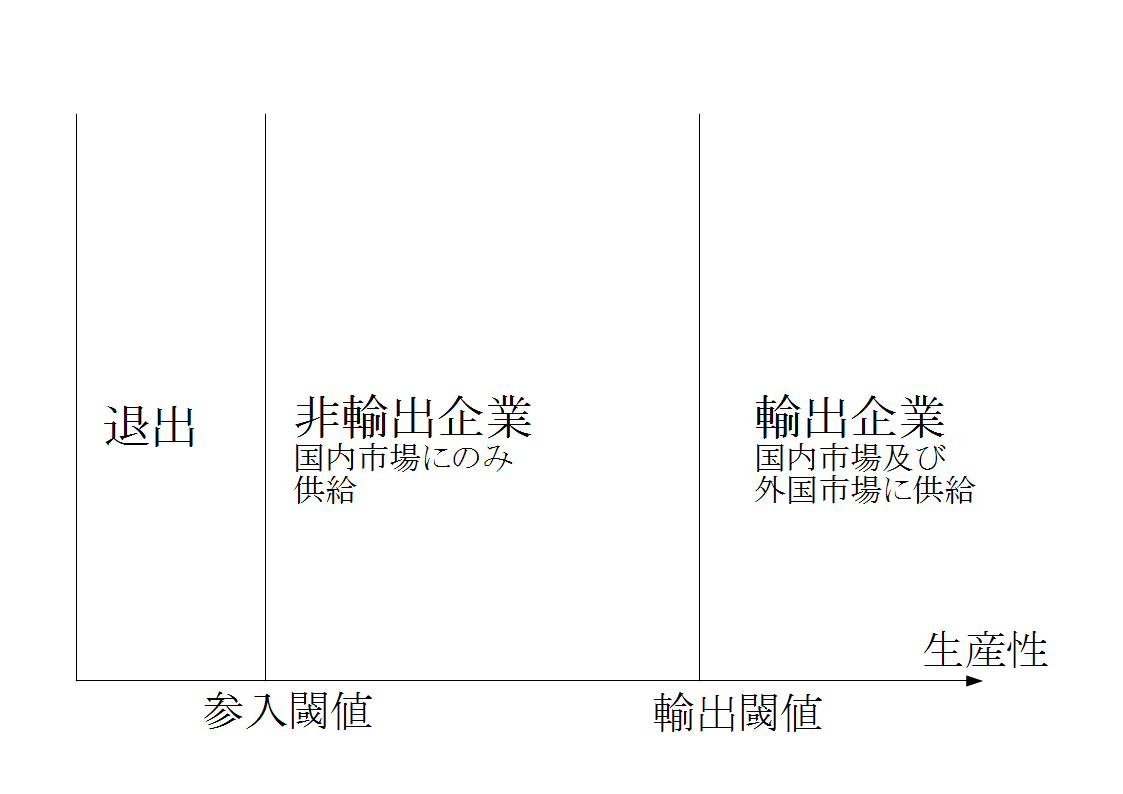 退出
非輸出企業
国内市場にのみ
供給
輸出企業
国内市場及び
外国市場に供給
生産性
参入閾値
輸出閾値